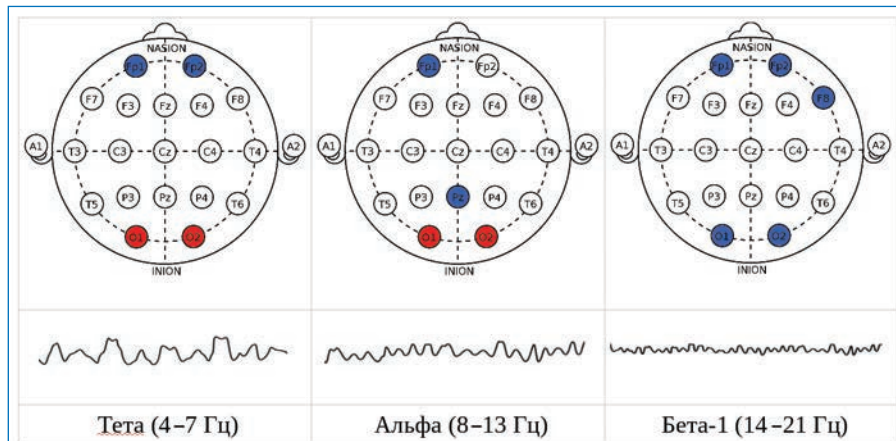 NASION
Fp1 Fp2
F7 F3 Fz F4 F8
A1 T3 C3 Cz C4 T4 A2
T5 P3 Pz P4 T6
O1 O2
INION
NASION
Fp1 Fp2
F7 F3 Fz F4 F8
A1 T3 C3 Cz C4 T4 A2
T5 P3 Pz P4 T6
O1 O2
INION
NASION
Fp1 Fp2
F7 F3 Fz F4 F8
A1 T3 C3 Cz C4 T4 A2
T5 P3 Pz P4 T6
O1 O2
INION
Тета (4–7 Гц)
Альфа (8–13 Гц)
Бета-1 (14–21 Гц)